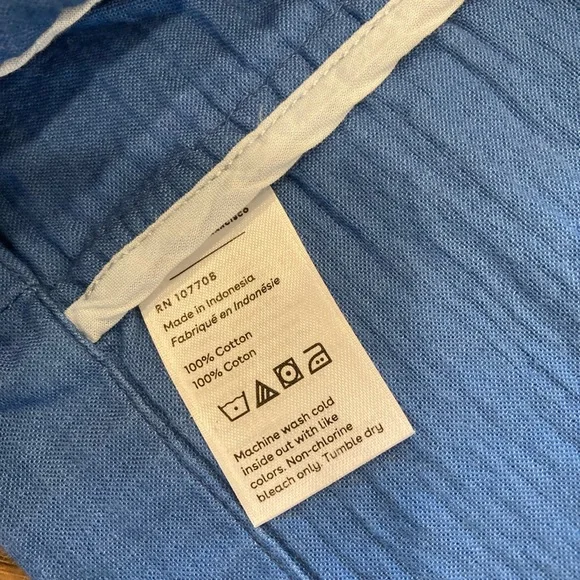 RN 107708
Made in Indonesia
Fabriqué en Indonésie
100% Cotton
100% Coton
Machine wash cold
inside out with like
colors. Non-chlorine
bleach only. Tumble dry